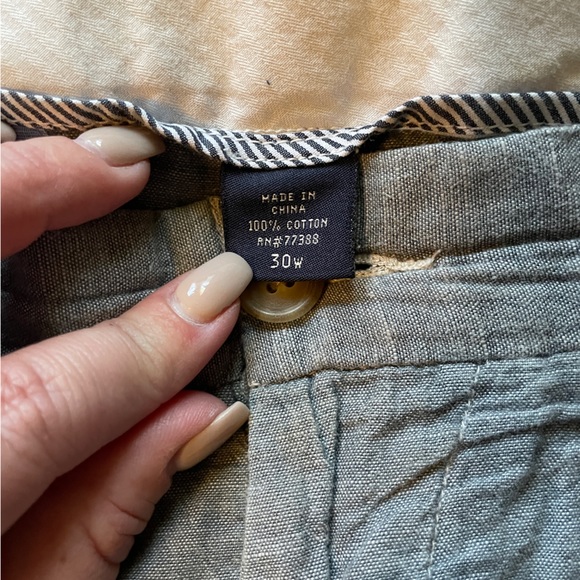 MADE IN
CHINA
100% COTTON
RN#77388
30W